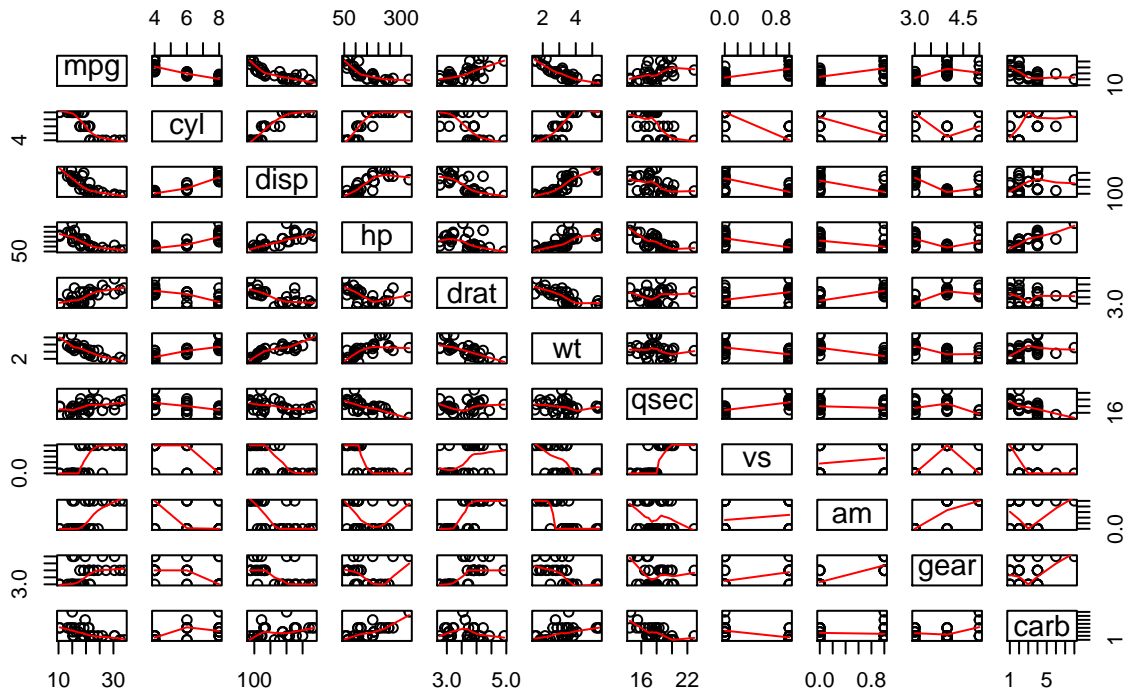 4 6 8 50 300 2 4 0.0 0.8 3.0 4.5
mpg 10
4 cyl
disp 100
50 hp
drat 3.0
2 wt
qsec 16
0.0 vs
am 0.0
3.0 gear
carb 1
10 30 100 3.0 5.0 16 22 0.0 1.0 1 5